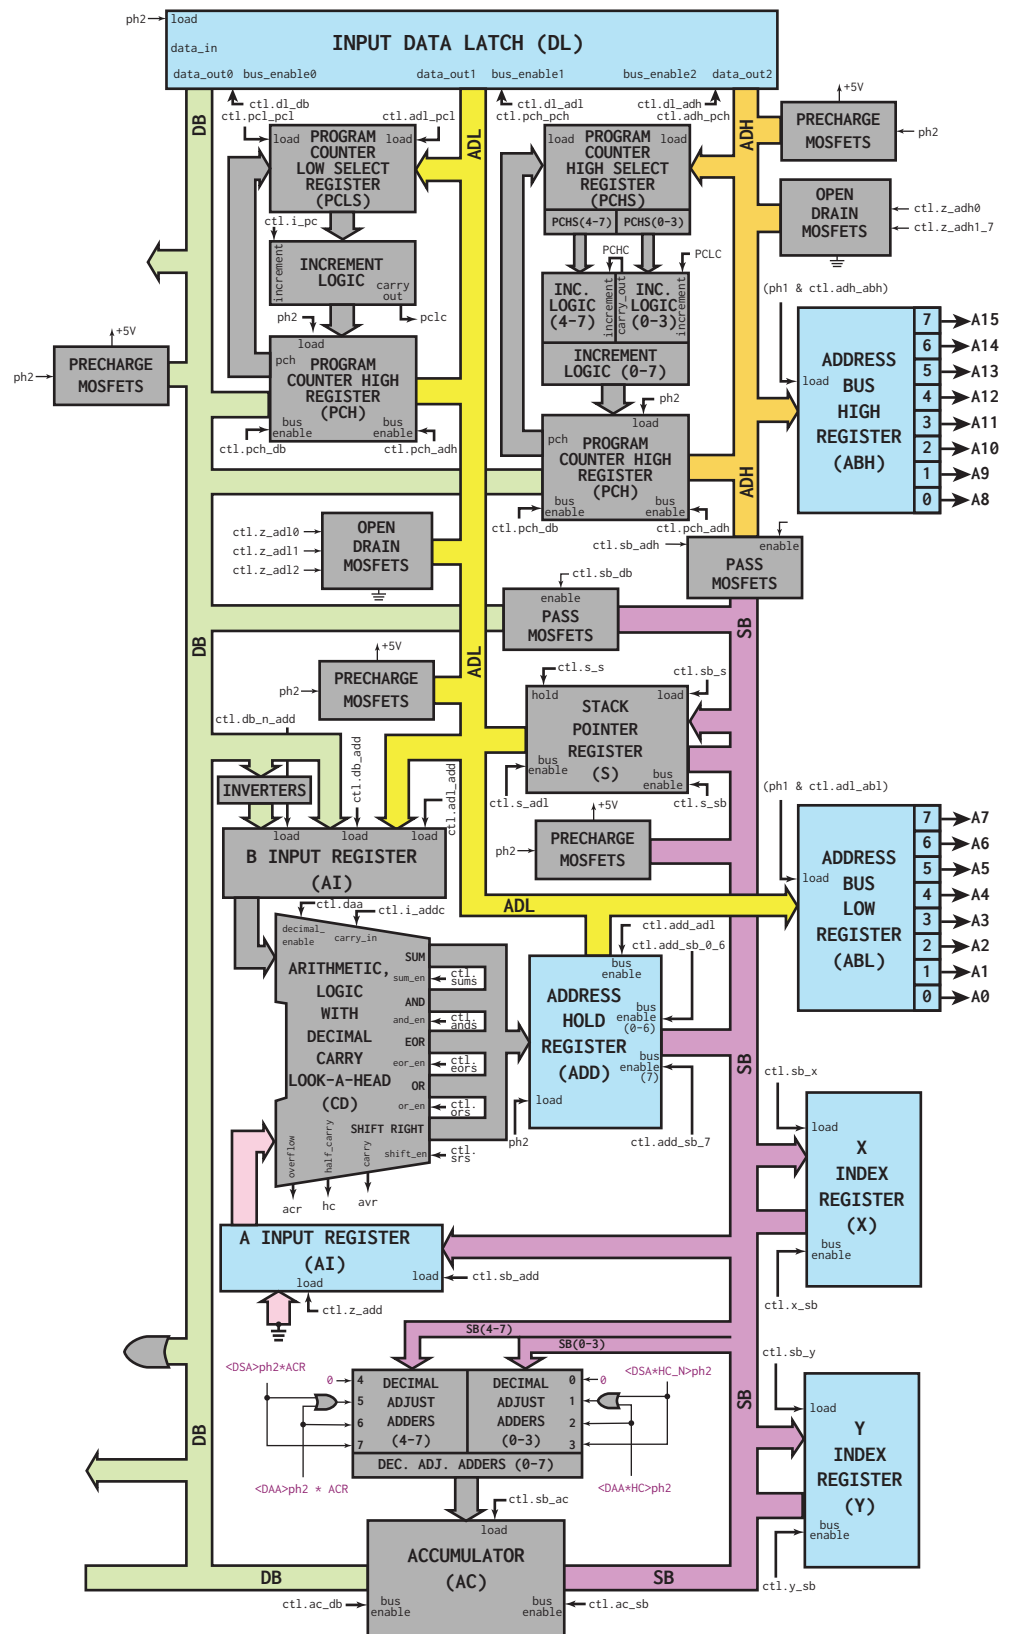 ph2
load
INPUT DATA LATCH (DL)
data_in
data_out0
bus_enable0
data_out1
bus_enable1
bus_enable2
data_out2
ctl.dl_db
ctl.dl_adl
ctl.dl_adh
ctl.pcl_pcl
ctl.adl_pcl
ctl.pch_pch
ctl.adh_pch
DB
ADL
ADH
+5V
PRECHARGE
MOSFETS
ph2
load
load
PROGRAM
COUNTER
LOW SELECT
REGISTER
(PCLS)
load
load
PROGRAM
COUNTER
HIGH SELECT
REGISTER
(PCHS)
PCHS(4-7)
PCHS(0-3)
OPEN
DRAIN
MOSFETS
ctl.z_adh0
ctl.z_adh1_7
ctl.i_pc
increment
INCREMENT
LOGIC
carry
out
pclc
PCHC
PCLC
INC.
LOGIC
(4-7)
increment
carry_out
INC.
LOGIC
(0-3)
increment
INCREMENT
LOGIC (0-7)
(ph1 & ctl.adh_abh)
load
ADDRESS
BUS
HIGH
REGISTER
(ABH)
7 A15
6 A14
5 A13
4 A12
3 A11
2 A10
1 A9
0 A8
+5V
PRECHARGE
MOSFETS
ph2
ph2
load
pch
PROGRAM
COUNTER HIGH
REGISTER
(PCH)
bus
enable
bus
enable
ctl.pch_db
ctl.pch_adh
ph2
load
pch
PROGRAM
COUNTER HIGH
REGISTER
(PCH)
bus
enable
bus
enable
ctl.pch_db
ctl.pch_adh
ADH
ctl.z_adl0
ctl.z_adl1
ctl.z_adl2
OPEN
DRAIN
MOSFETS
ctl.sb_adh
enable
PASS
MOSFETS
ctl.sb_db
enable
PASS
MOSFETS
DB
ADL
SB
+5V
ph2
PRECHARGE
MOSFETS
ctl.s_s
ctl.sb_s
hold
load
STACK
POINTER
REGISTER
(S)
bus
enable
bus
enable
ctl.s_adl
ctl.s_sb
ctl.db_n_add
ctl.db_add
ctl.adl_add
INVERTERS
load
load
load
B INPUT REGISTER
(AI)
+5V
ph2
PRECHARGE
MOSFETS
(ph1 & ctl.adl_abl)
load
ADDRESS
BUS
LOW
REGISTER
(ABL)
7 A7
6 A6
5 A5
4 A4
3 A3
2 A2
1 A1
0 A0
ADL
ctl.daa
ctl.i_addc
decimal_
enable
carry_in
ARITHMETIC,
LOGIC
WITH
DECIMAL
CARRY
LOOK-A-HEAD
(CD)
SUM
sum_en
ctl.
sums
AND
and_en
ctl.
ands
EOR
eor_en
ctl.
eors
OR
or_en
ctl.
ors
SHIFT RIGHT
shift_en
ctl.
srs
overflow
half_carry
carry
acr
hc
avr
ctl.add_adl
ctl.add_sb_0_6
bus
enable
ADDRESS
HOLD
REGISTER
(ADD)
bus
enable
(0-6)
bus
enable
(7)
load
ph2
ctl.add_sb_7
SB
ctl.sb_x
load
X
INDEX
REGISTER
(X)
bus
enable
ctl.x_sb
A INPUT REGISTER
(AI)
load
load
ctl.sb_add
ctl.z_add
SB(4-7)
SB(0-3)
<DSA>ph2*ACR
<DSA*HC_N>ph2
0
4
5
6
7
DECIMAL
ADJUST
ADDERS
(4-7)
DECIMAL
ADJUST
ADDERS
(0-3)
0
1
2
3
0
DEC. ADJ. ADDERS (0-7)
<DAA>ph2 * ACR
<DAA*HC>ph2
ctl.sb_y
load
Y
INDEX
REGISTER
(Y)
bus
enable
ctl.y_sb
DB
SB
ctl.sb_ac
load
ACCUMULATOR
(AC)
DB
SB
ctl.ac_db
bus
enable
bus
enable
ctl.ac_sb